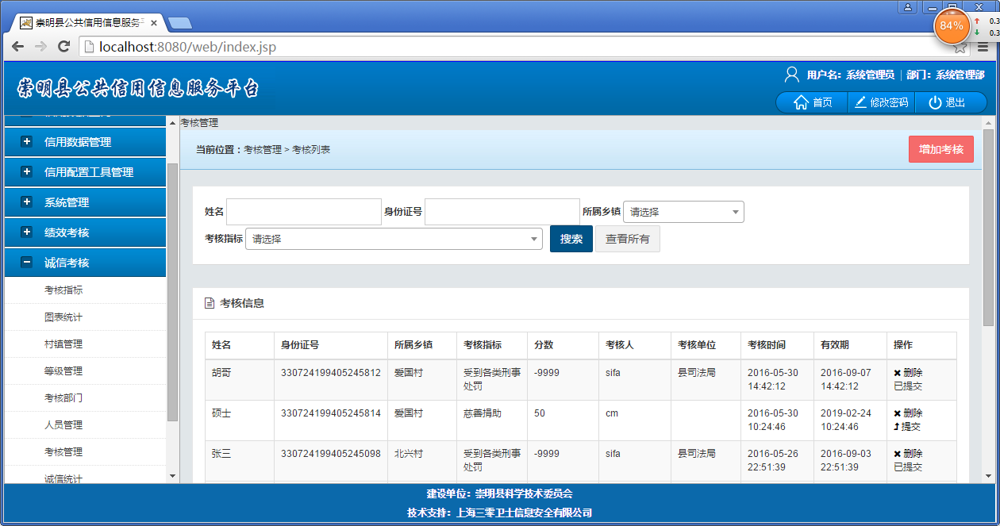 崇明县公共信用信息服务平
localhost:8080/web/index.jsp
84%
0.3
0.3
崇明县公共信用信息服务平台
用户名：系统管理员 | 部门：系统管理部
首页 修改密码 退出
信用数据管理
信用配置工具管理
系统管理
绩效考核
诚信考核
考核指标
图表统计
村镇管理
等级管理
考核部门
人员管理
考核管理
诚信统计
考核管理
当前位置：考核管理 > 考核列表
增加考核
姓名 身份证号 所属乡镇 请选择
考核指标 请选择 搜索 查看所有
考核信息
姓名 身份证号 所属乡镇 考核指标 分数 考核人 考核单位 考核时间 有效期 操作
胡哥 330724199405245812 爱国村 受到各类刑事 -9999 sifa 县司法局 2016-05-30 2016-09-07 删除
处罚 14:42:12 14:42:12 已提交
硕士 330724199405245814 爱国村 慈善捐助 50 cm 2016-05-30 2019-02-24 删除
10:24:46 10:24:46 提交
张三 330724199405245098 北兴村 受到各类刑事 -9999 sifa 县司法局 2016-05-26 2016-09-03 删除
处罚 22:51:39 22:51:39 已提交
建设单位：崇明县科学技术委员会
技术支持：上海三零卫士信息安全有限公司